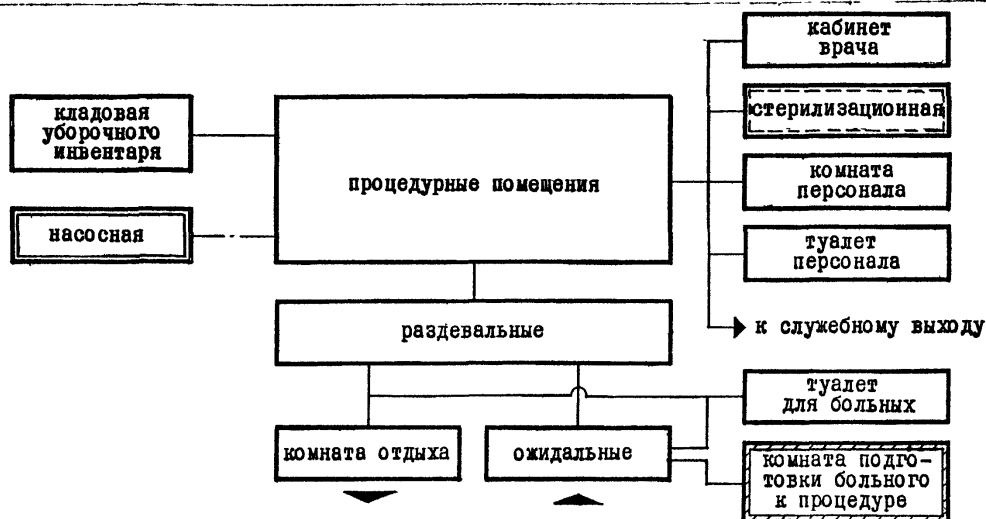 кабинет
врача
кладовая
уборочного
инвентаря
стерилизационная
процедурные помещения
комната
персонала
насосная
туалет
персонала
раздевальные
к служебному выходу
туалет
для больных
комната отдыха
ожидальные
комната подго-
товки больного
к процедуре